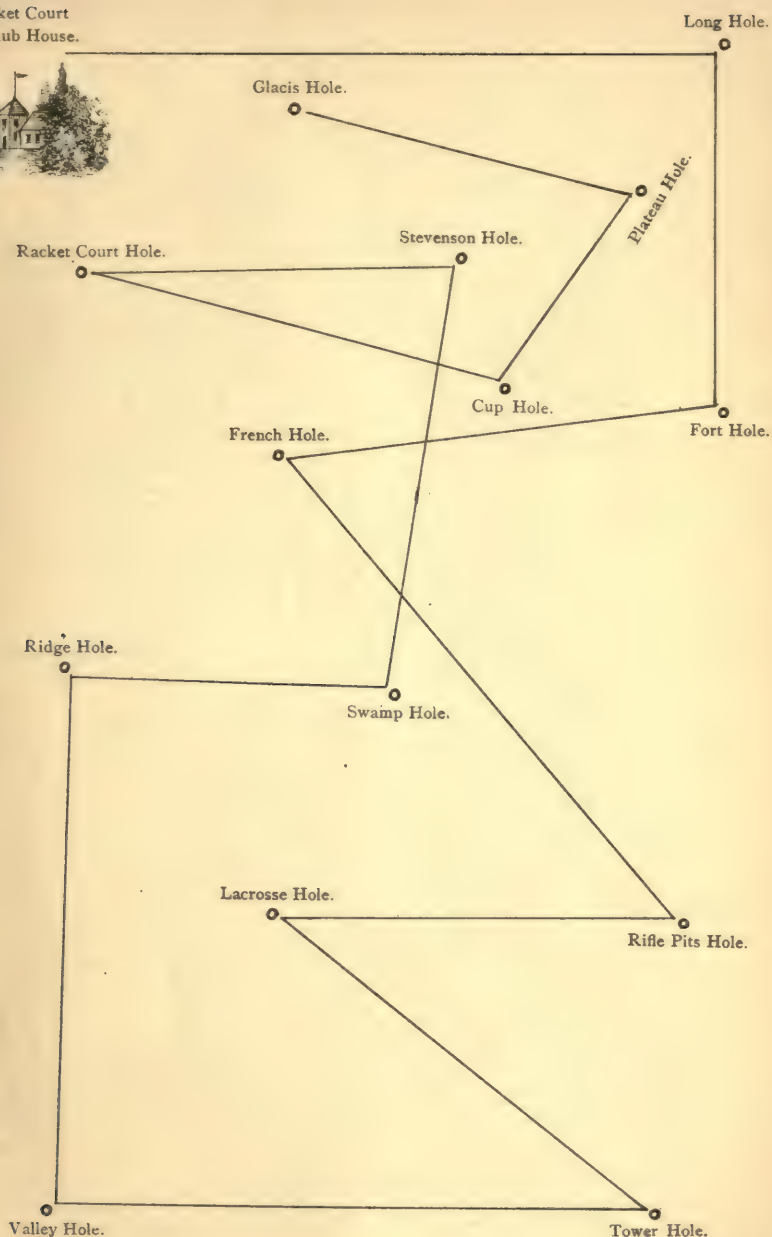 ket Court
ub House.
Long Hole.
Glacis Hole.
Plateau Hole.
Stevenson Hole.
Racket Court Hole.
Cup Hole.
Fort Hole.
French Hole.
Ridge Hole.
Swamp Hole.
Lacrosse Hole.
Rifle Pits Hole.
Valley Hole.
Tower Hole.